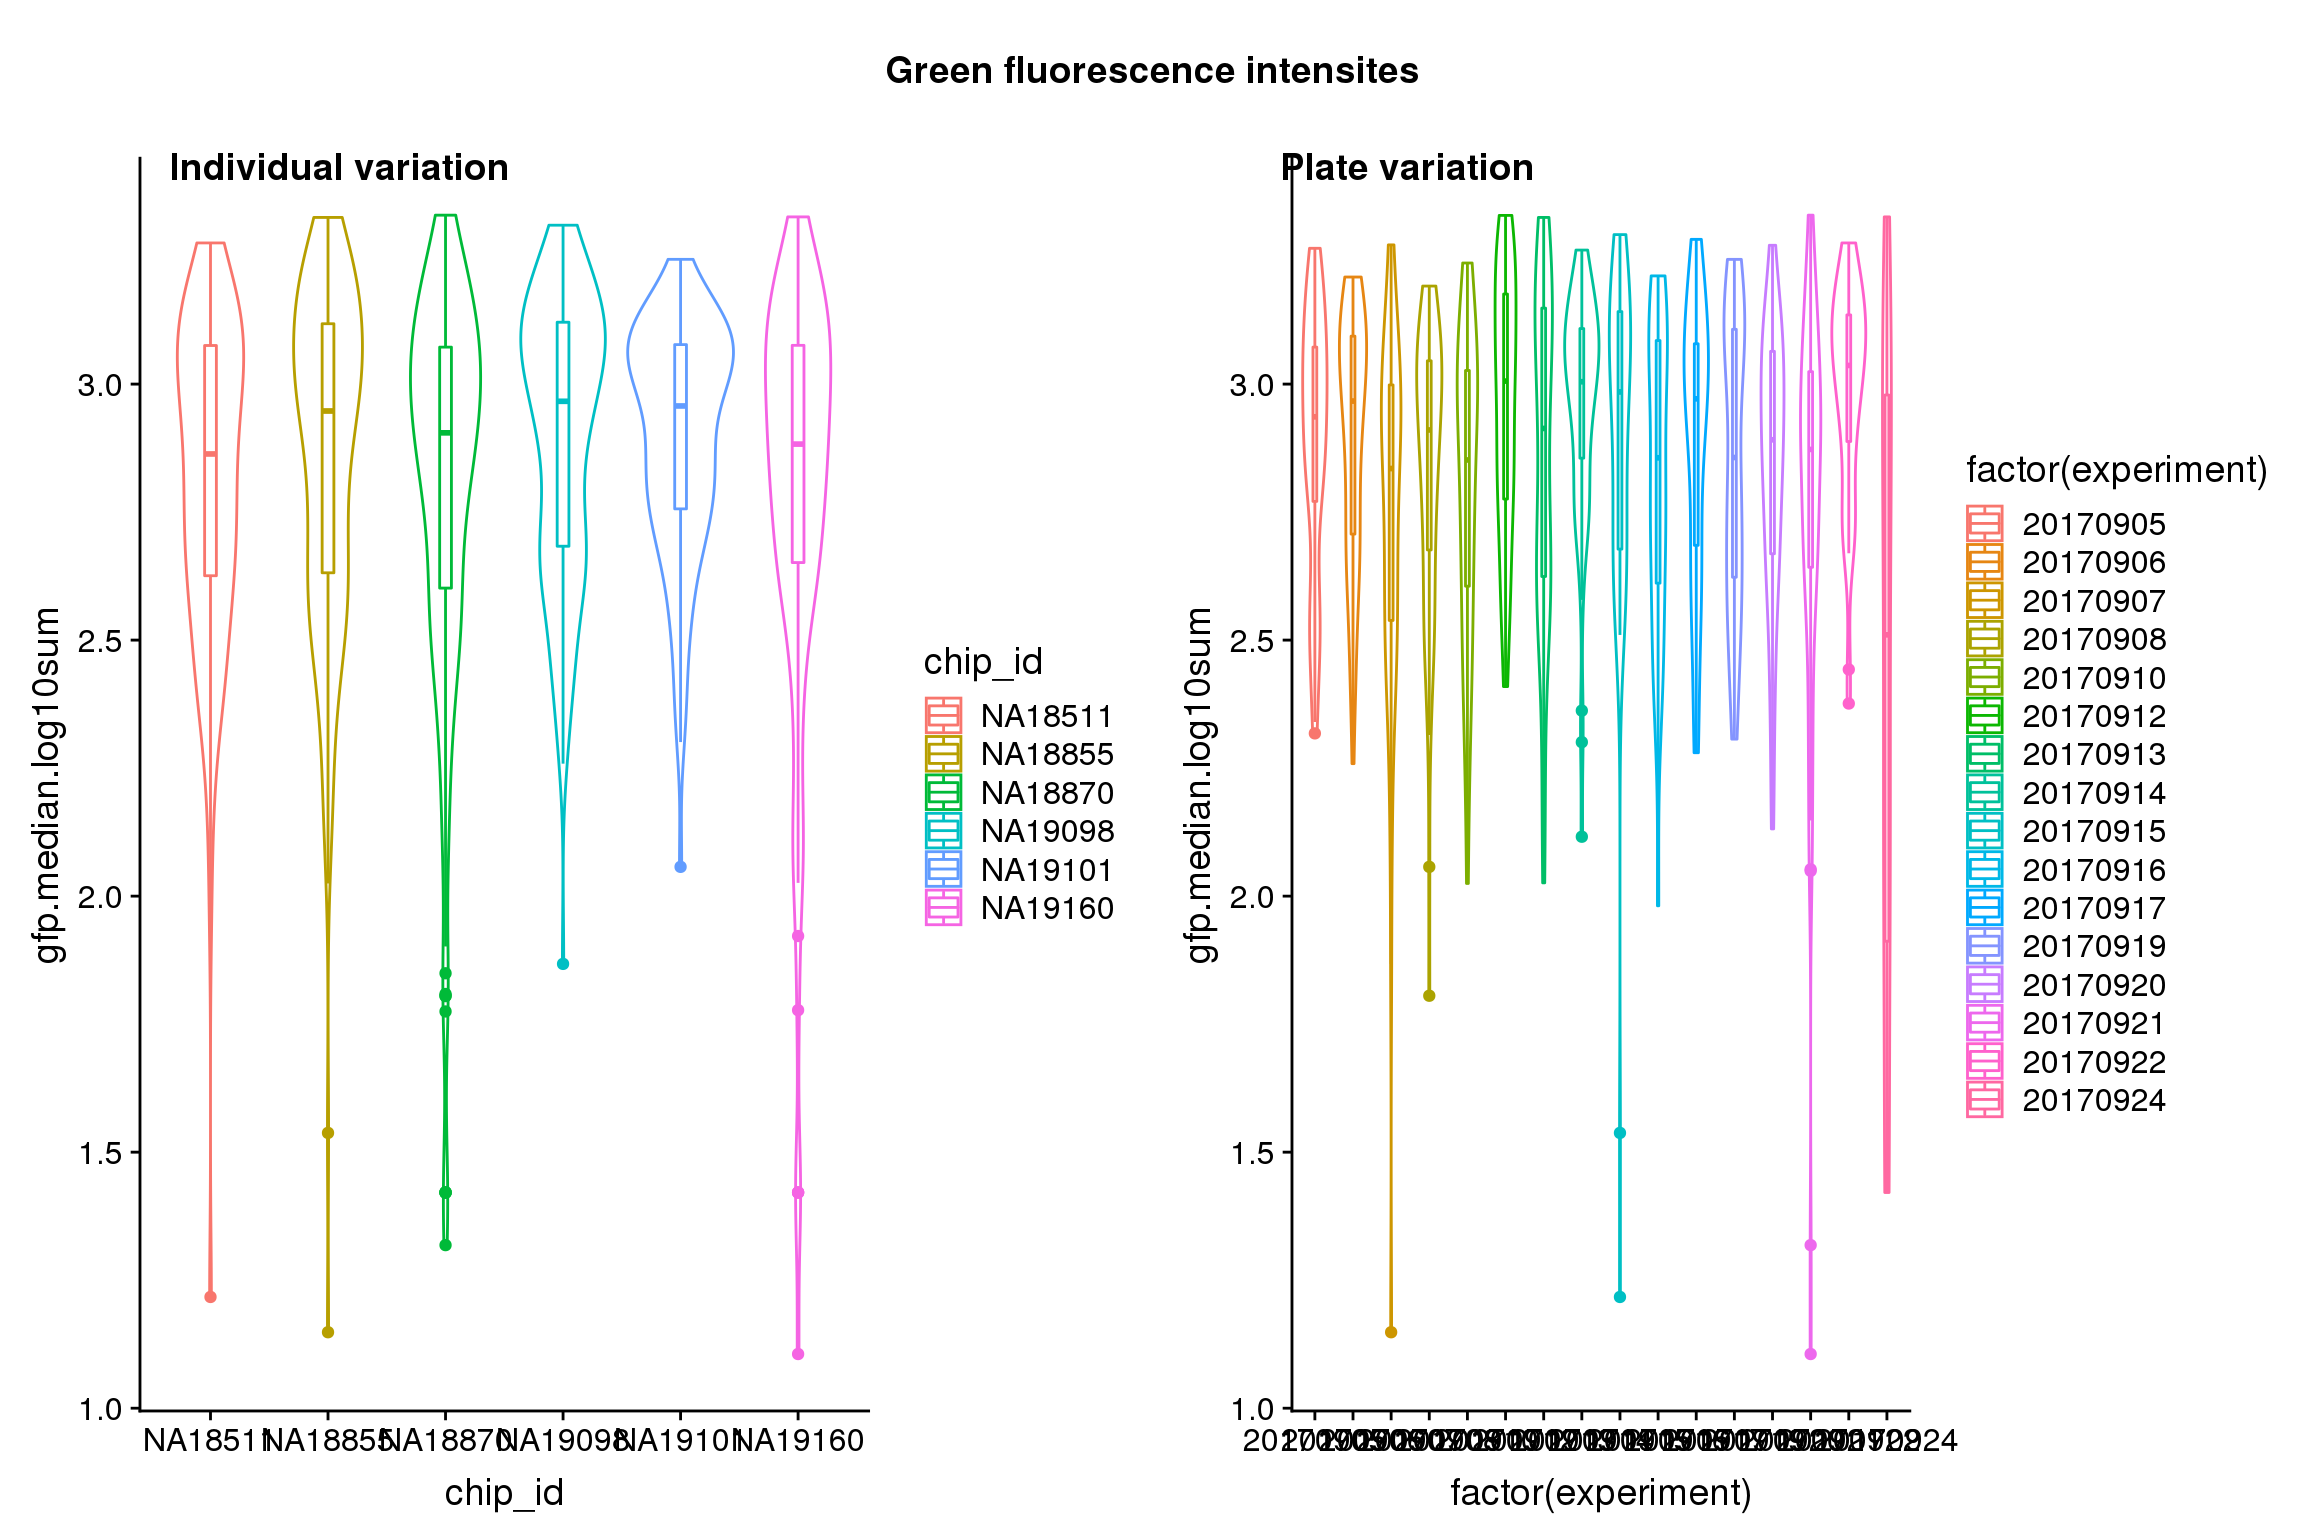 Green fluorescence intensites
Individual variation
gfp.median.log10sum
3.0
2.5
2.0
1.5
1.0
NA18511 NA18855 NA18870 NA19098 NA19101 NA19160
chip_id
chip_id
NA18511
NA18855
NA18870
NA19098
NA19101
NA19160
Plate variation
gfp.median.log10sum
3.0
2.5
2.0
1.5
1.0
factor(experiment)
factor(experiment)
20170905
20170906
20170907
20170908
20170910
20170912
20170913
20170914
20170915
20170916
20170917
20170919
20170920
20170921
20170922
20170924